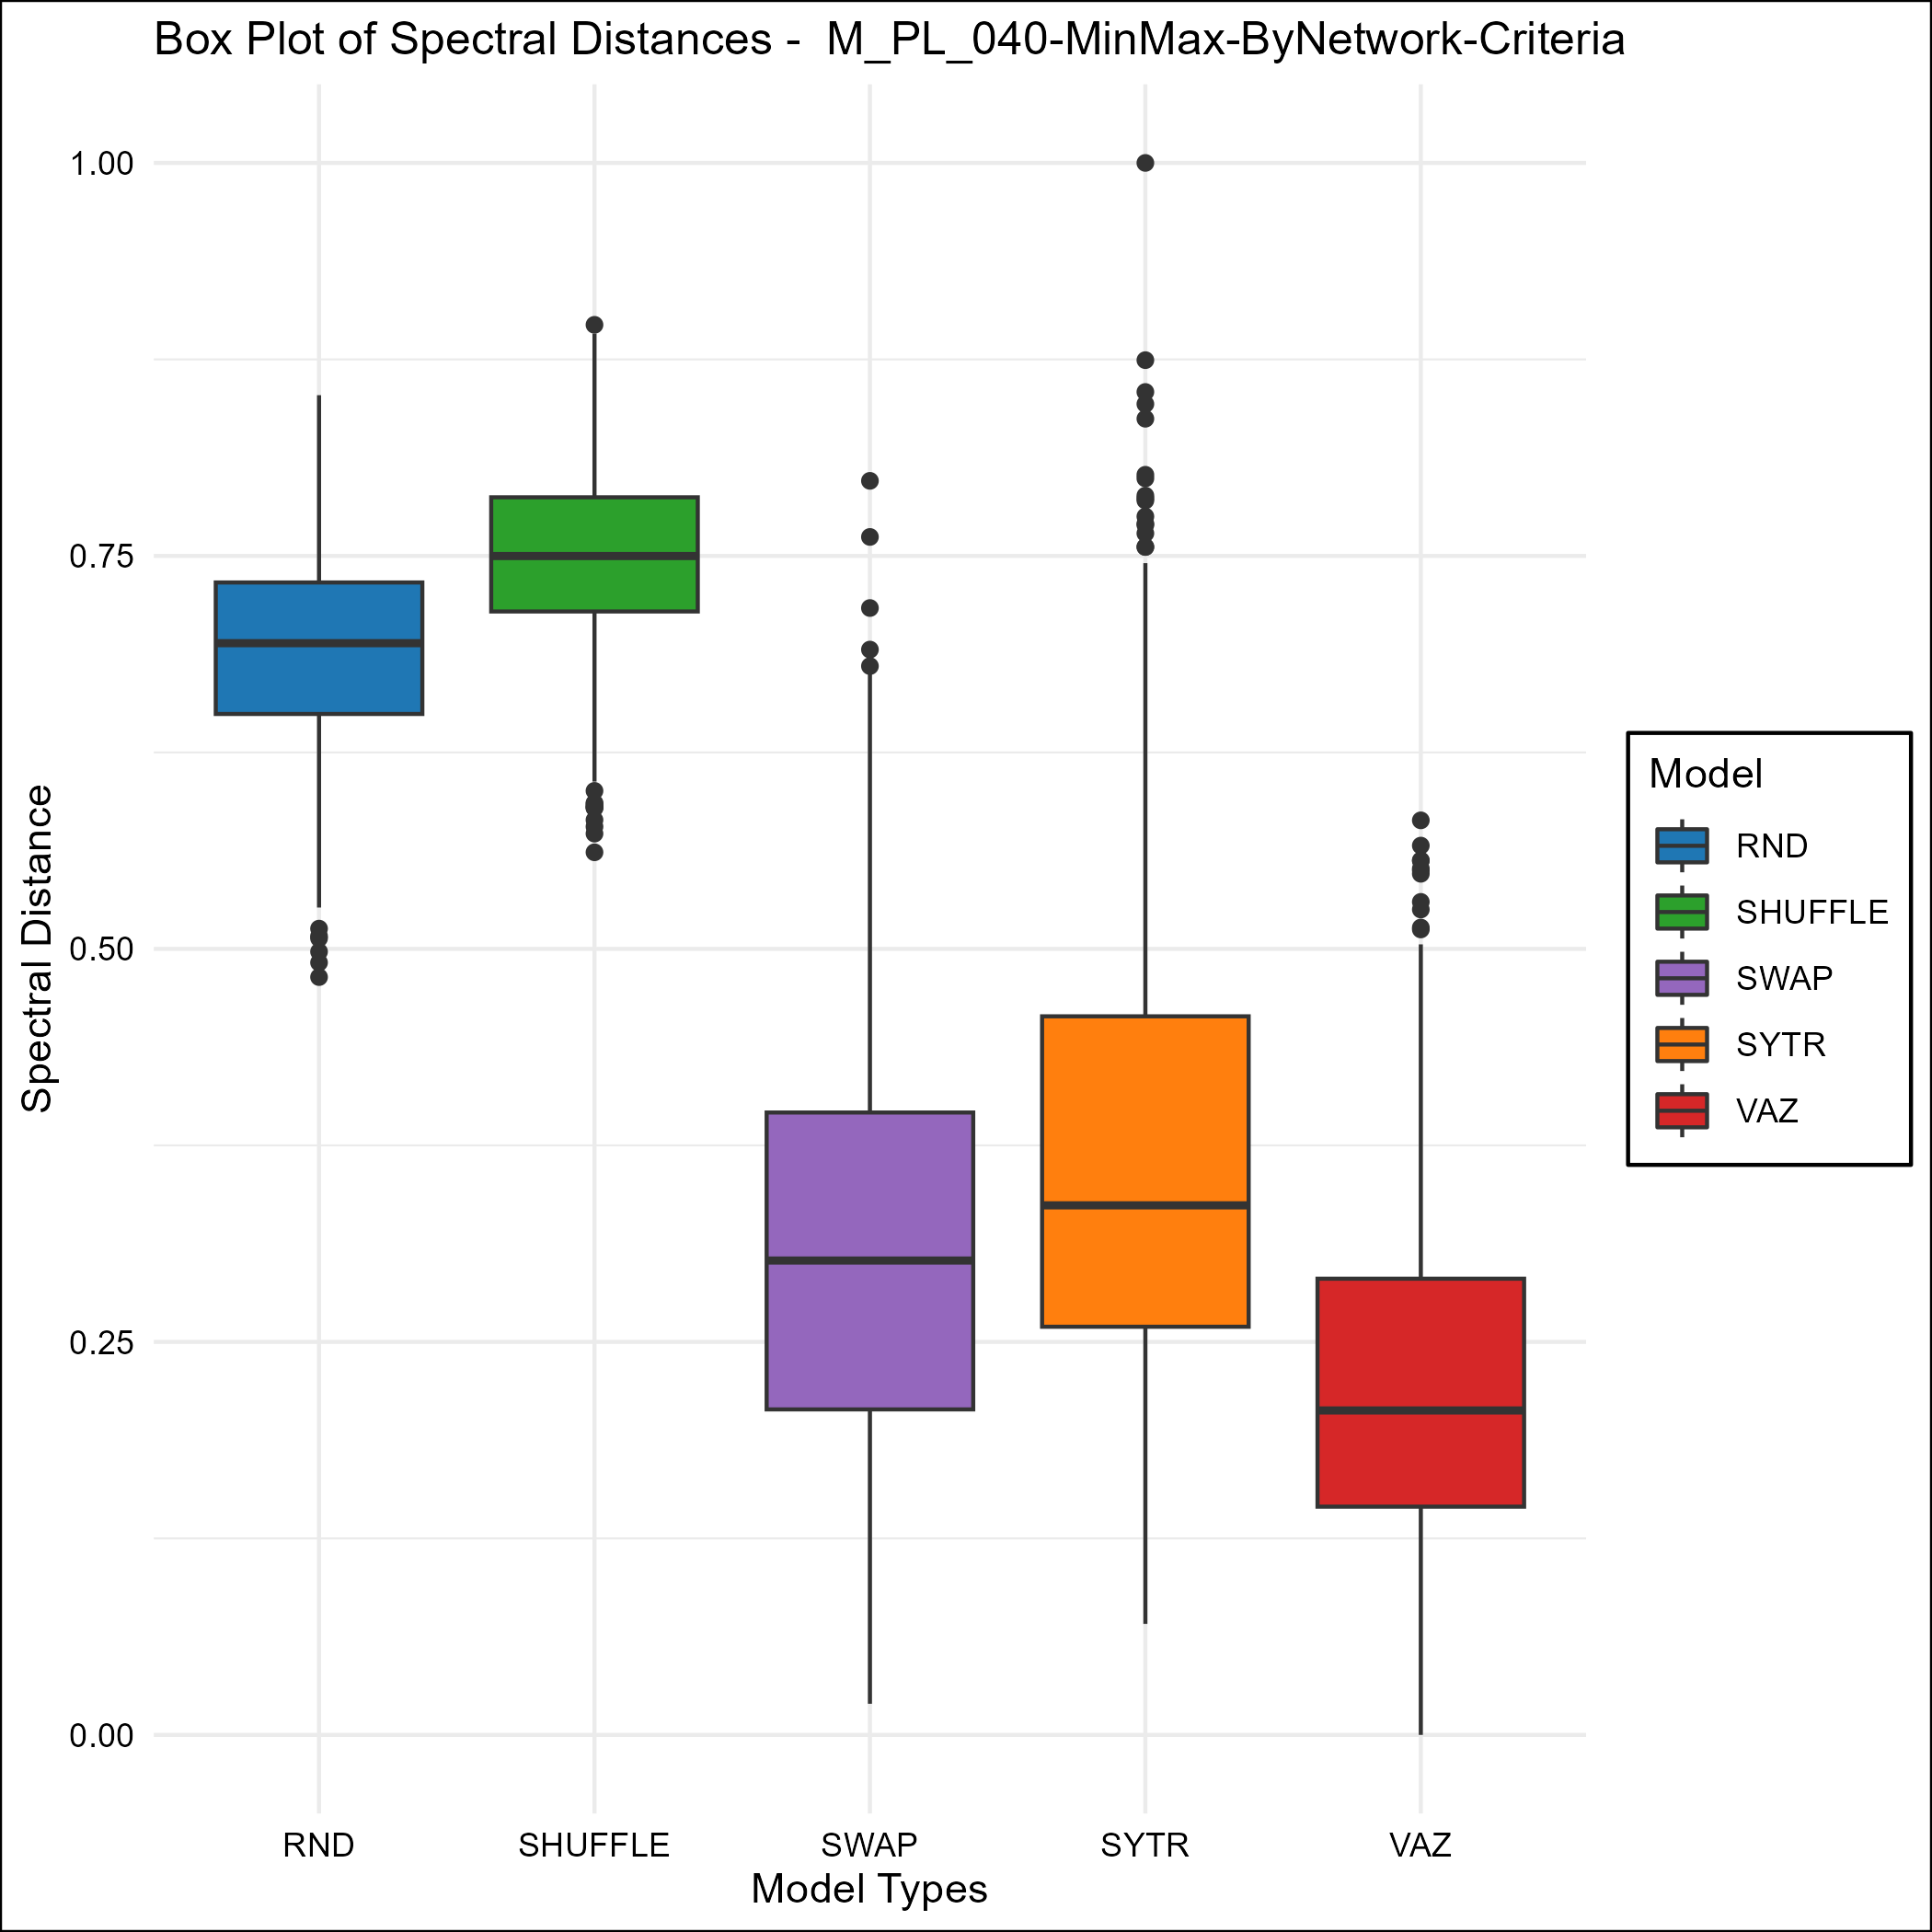 Box Plot of Spectral Distances -  M_PL_040-MinMax-ByNetwork-Criteria
1.00
0.75
0.50
0.25
0.00
Spectral Distance
RND
SHUFFLE
SWAP
SYTR
VAZ
Model Types
Model
RND
SHUFFLE
SWAP
SYTR
VAZ